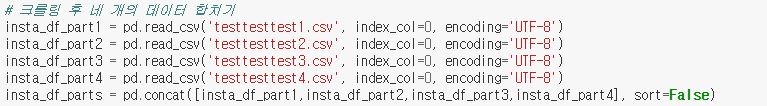 # 크롤링 후 네 개의 데이터 합치기
insta_df_part1 = pd.read_csv('testtesttest1.csv', index_col=0, encoding='UTF-8')
insta_df_part2 = pd.read_csv('testtesttest2.csv', index_col=0, encoding='UTF-8')
insta_df_part3 = pd.read_csv('testtesttest3.csv', index_col=0, encoding='UTF-8')
insta_df_part4 = pd.read_csv('testtesttest4.csv', index_col=0, encoding='UTF-8')
insta_df_parts = pd.concat([insta_df_part1,insta_df_part2,insta_df_part3,insta_df_part4], sort=False)